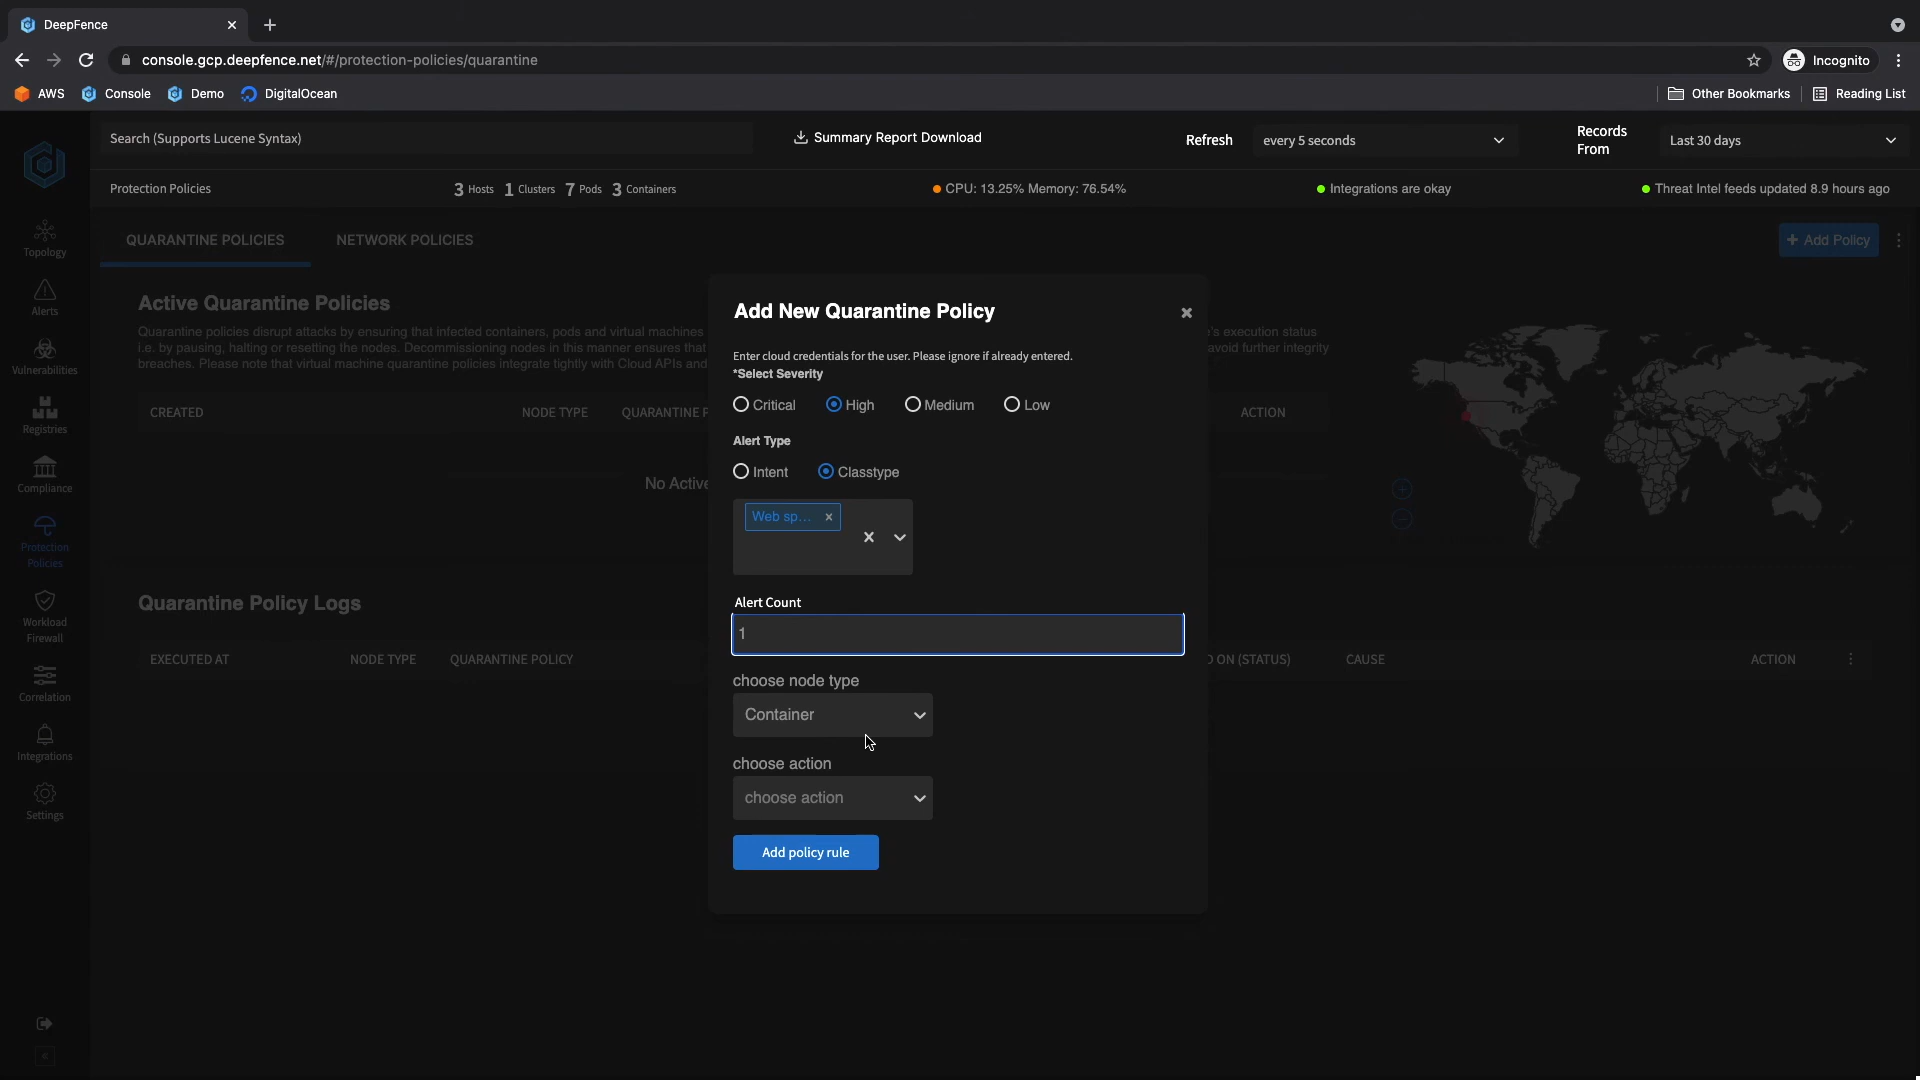 DeepFence
console.gcp.deepfence.net/#/protection-policies/quarantine
Incognito
AWS
Console
Demo
DigitalOcean
Other Bookmarks
Reading List
Search (Supports Lucene Syntax)
Summary Report Download
Refresh
every 5 seconds
Records From
Last 30 days
Protection Policies
3 Hosts 1 Clusters 7 Pods 3 Containers
CPU: 13.25% Memory: 76.54%
Integrations are okay
Threat Intel feeds updated 8.9 hours ago
Topology
Alerts
Vulnerabilities
Registries
Compliance
Protection
Policies
Workload
Firewall
Correlation
Integrations
Settings
QUARANTINE POLICIES
NETWORK POLICIES
+ Add Policy
Active Quarantine Policies
Quarantine policies disrupt attacks by ensuring that infected containers, pods and virtual machines
's execution status
i.e. by pausing, halting or resetting the nodes. Decommissioning nodes in this manner ensures that
avoid further integrity
breaches. Please note that virtual machine quarantine policies integrate tightly with Cloud APIs and
CREATED
NODE TYPE
QUARANTINE P
ACTION
No Active
Quarantine Policy Logs
EXECUTED AT
NODE TYPE
QUARANTINE POLICY
D ON (STATUS)
CAUSE
ACTION
Add New Quarantine Policy
Enter cloud credentials for the user. Please ignore if already entered.
*Select Severity
Critical
High
Medium
Low
Alert Type
Intent
Classtype
Web sp...
Alert Count
1
choose node type
Container
choose action
choose action
Add policy rule